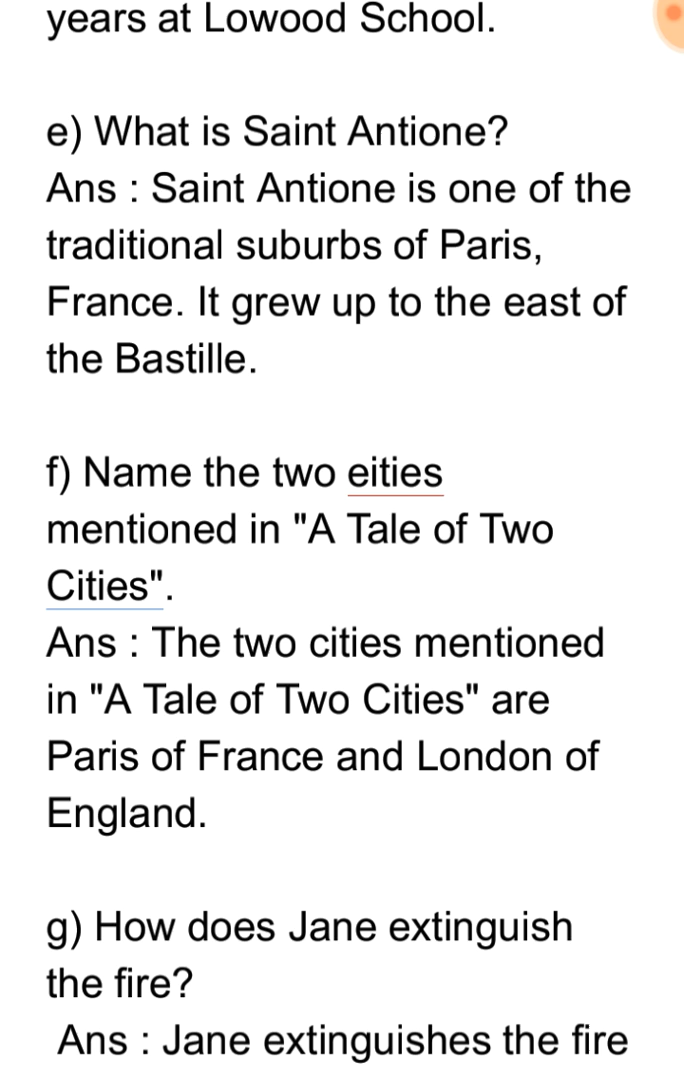 years at Lowood School.
e) What is Saint Antione?
Ans : Saint Antione is one of the
traditional suburbs of Paris,
France. It grew up to the east of
the Bastille.
f) Name the two eities
mentioned in "A Tale of Two
Cities".
Ans : The two cities mentioned
in "A Tale of Two Cities" are
Paris of France and London of
England.
g) How does Jane extinguish
the fire?
Ans : Jane extinguishes the fire